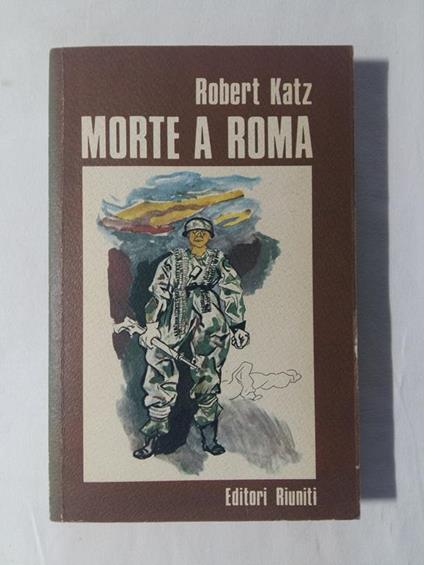 Robert Katz
MORTE A ROMA
Editori Riuniti